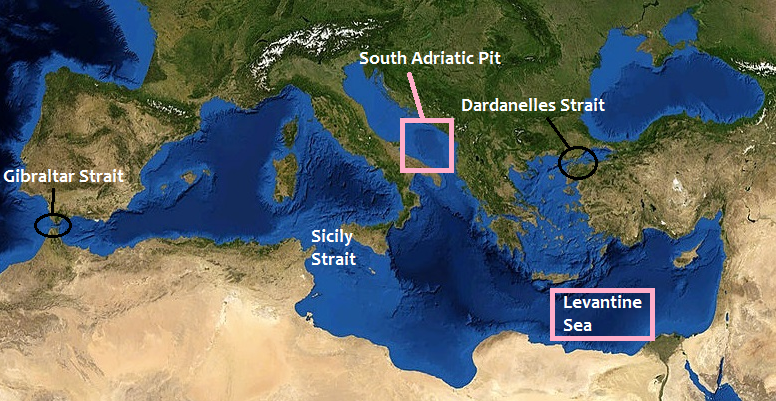 South Adriatic Pit
Dardanelles Strait
Gibraltar Strait
Sicily
Strait
Levantine
Sea